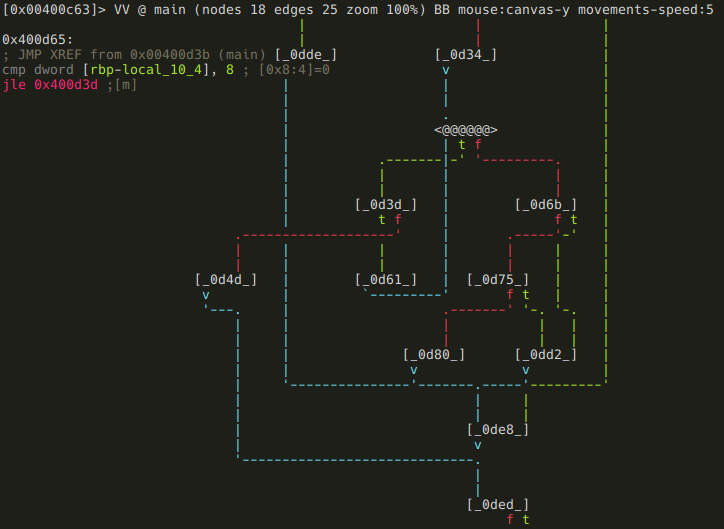 [0x00400c63]> VV @ main (nodes 18 edges 25 zoom 100%) BB mouse:canvas-y movements-speed:5
0x400d65:
; JMP XREF from 0x00400d3b (main) [_0dde_] [_0d34_]
cmp dword [rbp-local_10_4], 8 ; [0x8:4]=0 v
jle 0x400d3d ;[m]
<@@@@@@>
t f
[_0d3d_] [_0d6b_]
t f f t
[_0d4d_] [_0d61_] [_0d75_]
v f t
[_0d80_] [_0dd2_]
v v
[_0de8_]
v
[_0ded_]
f t